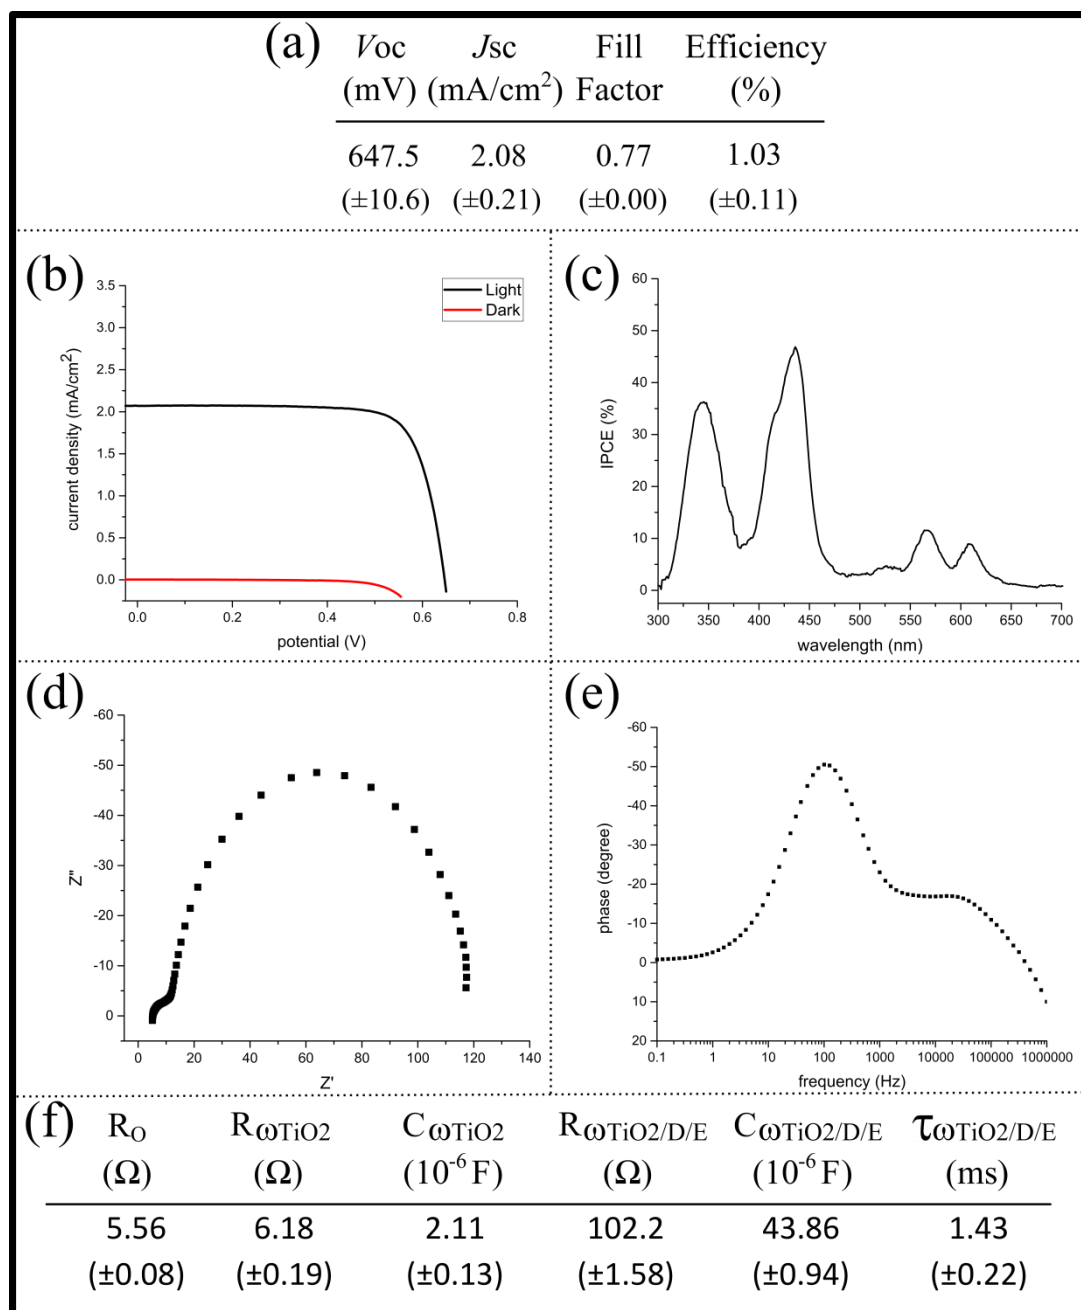 (a)
Voc Jsc Fill Efficiency
(mV) (mA/cm2) Factor (%)
647.5 2.08 0.77 1.03
(±10.6) (±0.21) (±0.00) (±0.11)
(b)
Light
Dark
3.5
3.0
2.5
2.0
1.5
1.0
0.5
0.0
current density (mA/cm2)
0.0 0.2 0.4 0.6 0.8
potential (V)
(c)
60
50
40
30
20
10
0
IPCE (%)
300 350 400 450 500 550 600 650 700
wavelength (nm)
(d)
-60
-50
-40
-30
-20
-10
0
Z"
0 20 40 60 80 100 120 140
Z'
(e)
-60
-50
-40
-30
-20
-10
0
10
20
phase (degree)
0.1 1 10 100 1000 10000 100000 1000000
frequency (Hz)
(f)
RO RωTiO2 CωTiO2 RωTiO2/D/E CωTiO2/D/E τωTiO2/D/E
(Ω) (Ω) (10-6 F) (Ω) (10-6 F) (ms)
5.56 6.18 2.11 102.2 43.86 1.43
(±0.08) (±0.19) (±0.13) (±1.58) (±0.94) (±0.22)